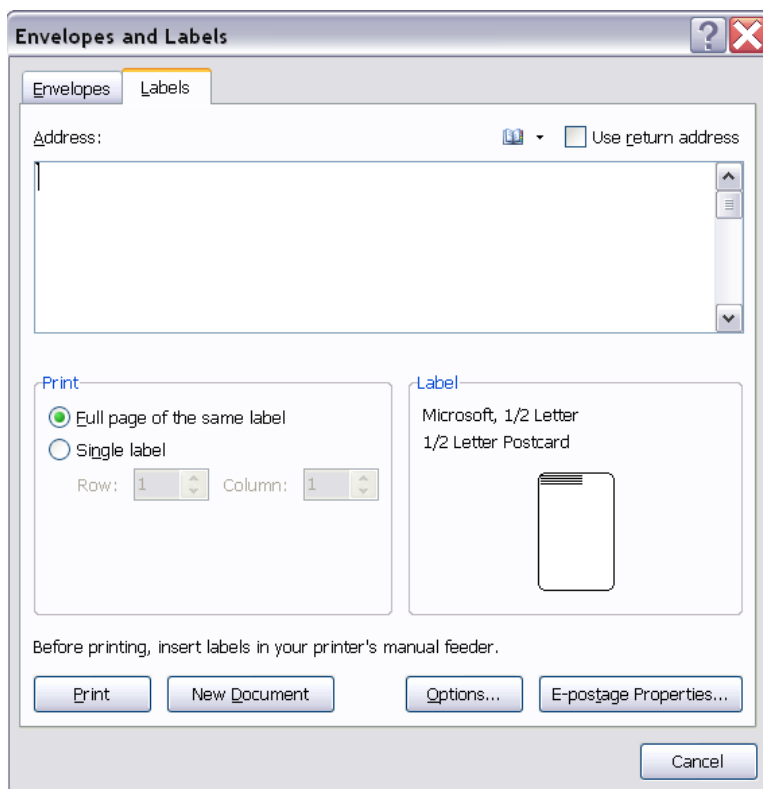 Envelopes and Labels
Envelopes Labels
Address: Use return address
Print
Full page of the same label
Single label
Row: 1 Column: 1
Label
Microsoft, 1/2 Letter
1/2 Letter Postcard
Before printing, insert labels in your printer's manual feeder.
Print New Document Options... E-postage Properties...
Cancel